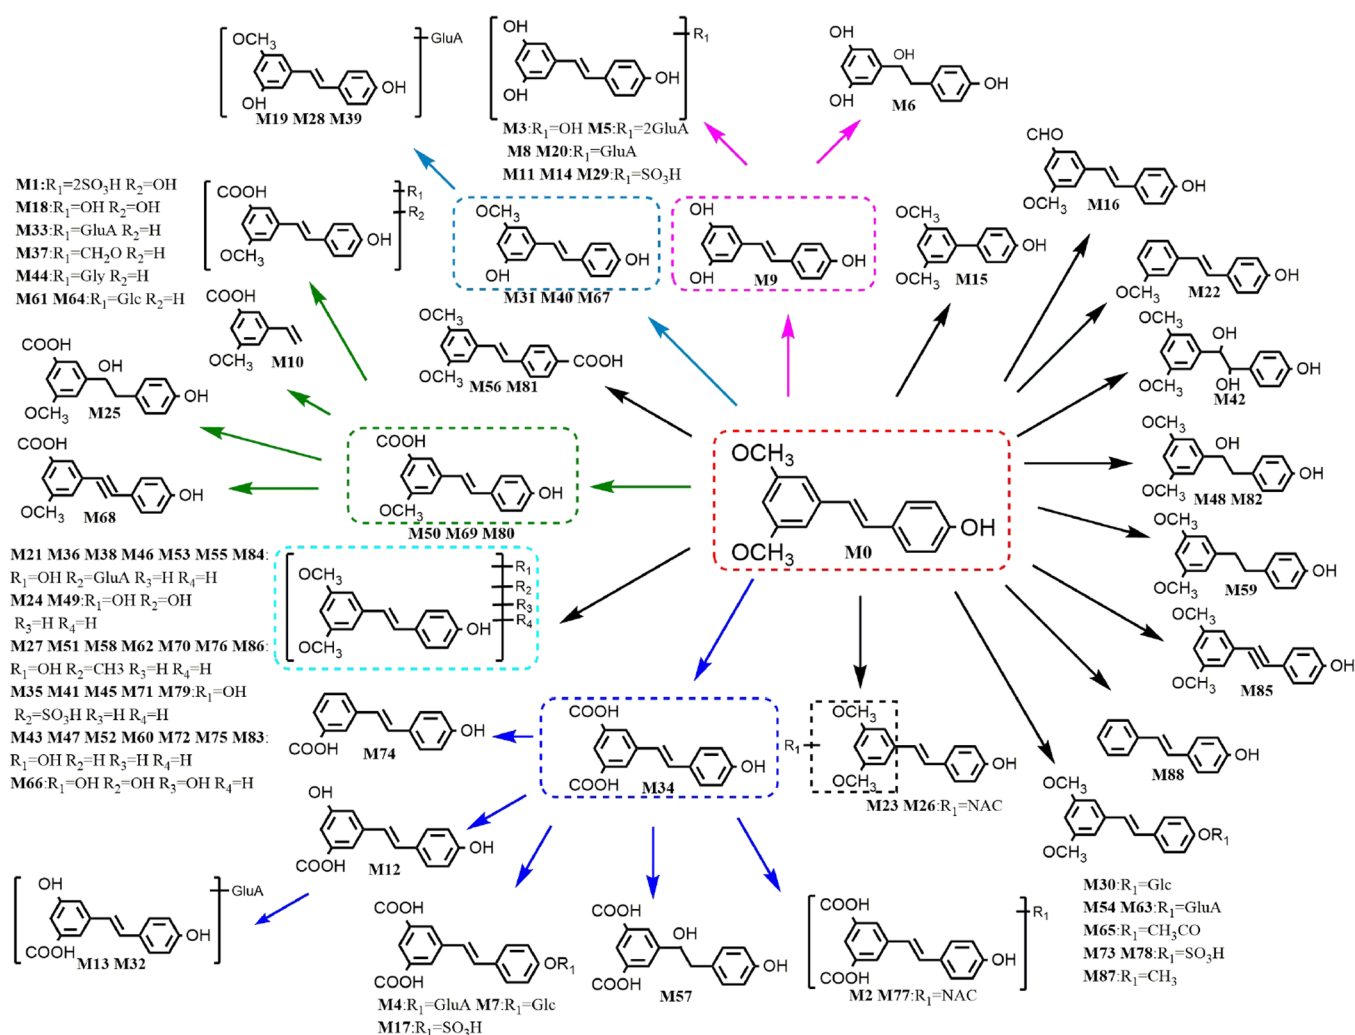 OCH₃
OH
OH
GluA
M19 M28 M39
OH
OH
OH
R₁
M3:R₁=OH M5:R₁=2GluA
M8 M20:R₁=GluA
M11 M14 M29:R₁=SO₃H
OH
OH
OH
OH
M6
M1:R₁=2SO₃H R₂=OH
M18:R₁=OH R₂=OH
M33:R₁=GluA R₂=H
M37:R₁=CH₂O R₂=H
M44:R₁=Gly R₂=H
M61 M64:R₁=Glc R₂=H
COOH
OCH₃
OH
R₁
R₂
OCH₃
OH
OH
M31 M40 M67
OH
OH
OH
M9
OCH₃
OCH₃
OH
M15
CHO
OCH₃
OH
M16
OCH₃
OH
M22
COOH
OCH₃
M10
COOH
OH
OCH₃
OH
M25
OCH₃
OCH₃
COOH
M56 M81
OCH₃
OH
OCH₃
OH
OH
M42
COOH
OCH₃
OH
M68
COOH
OCH₃
OH
M50 M69 M80
OCH₃
OCH₃
OH
M0
OCH₃
OH
OCH₃
OH
M48 M82
OCH₃
OCH₃
OH
M59
M21 M36 M38 M46 M53 M55 M84:
R₁=OH R₂=GluA R₃=H R₄=H
M24 M49:R₁=OH R₂=OH
R₃=H R₄=H
M27 M51 M58 M62 M70 M76 M86:
R₁=OH R₂=CH3 R₃=H R₄=H
M35 M41 M45 M71 M79:R₁=OH
R₂=SO₃H R₃=H R₄=H
M43 M47 M52 M60 M72 M75 M83:
R₁=OH R₂=H R₃=H R₄=H
M66:R₁=OH R₂=OH R₃=OH R₄=H
OCH₃
OCH₃
OH
R₁
R₂
R₃
R₄
OCH₃
OCH₃
OH
M85
COOH
OH
M74
COOH
COOH
OH
M34
R₁
OCH₃
OCH₃
OH
M23 M26:R₁=NAC
OH
M88
OH
COOH
OH
M12
OCH₃
OCH₃
OR₁
M30:R₁=Glc
M54 M63:R₁=GluA
M65:R₁=CH₃CO
M73 M78:R₁=SO₃H
M87:R₁=CH₃
OH
COOH
OH
GluA
M13 M32
COOH
COOH
OR₁
M4:R₁=GluA M7:R₁=Glc
M17:R₁=SO₃H
COOH
OH
COOH
OH
M57
COOH
COOH
OH
R₁
M2 M77:R₁=NAC